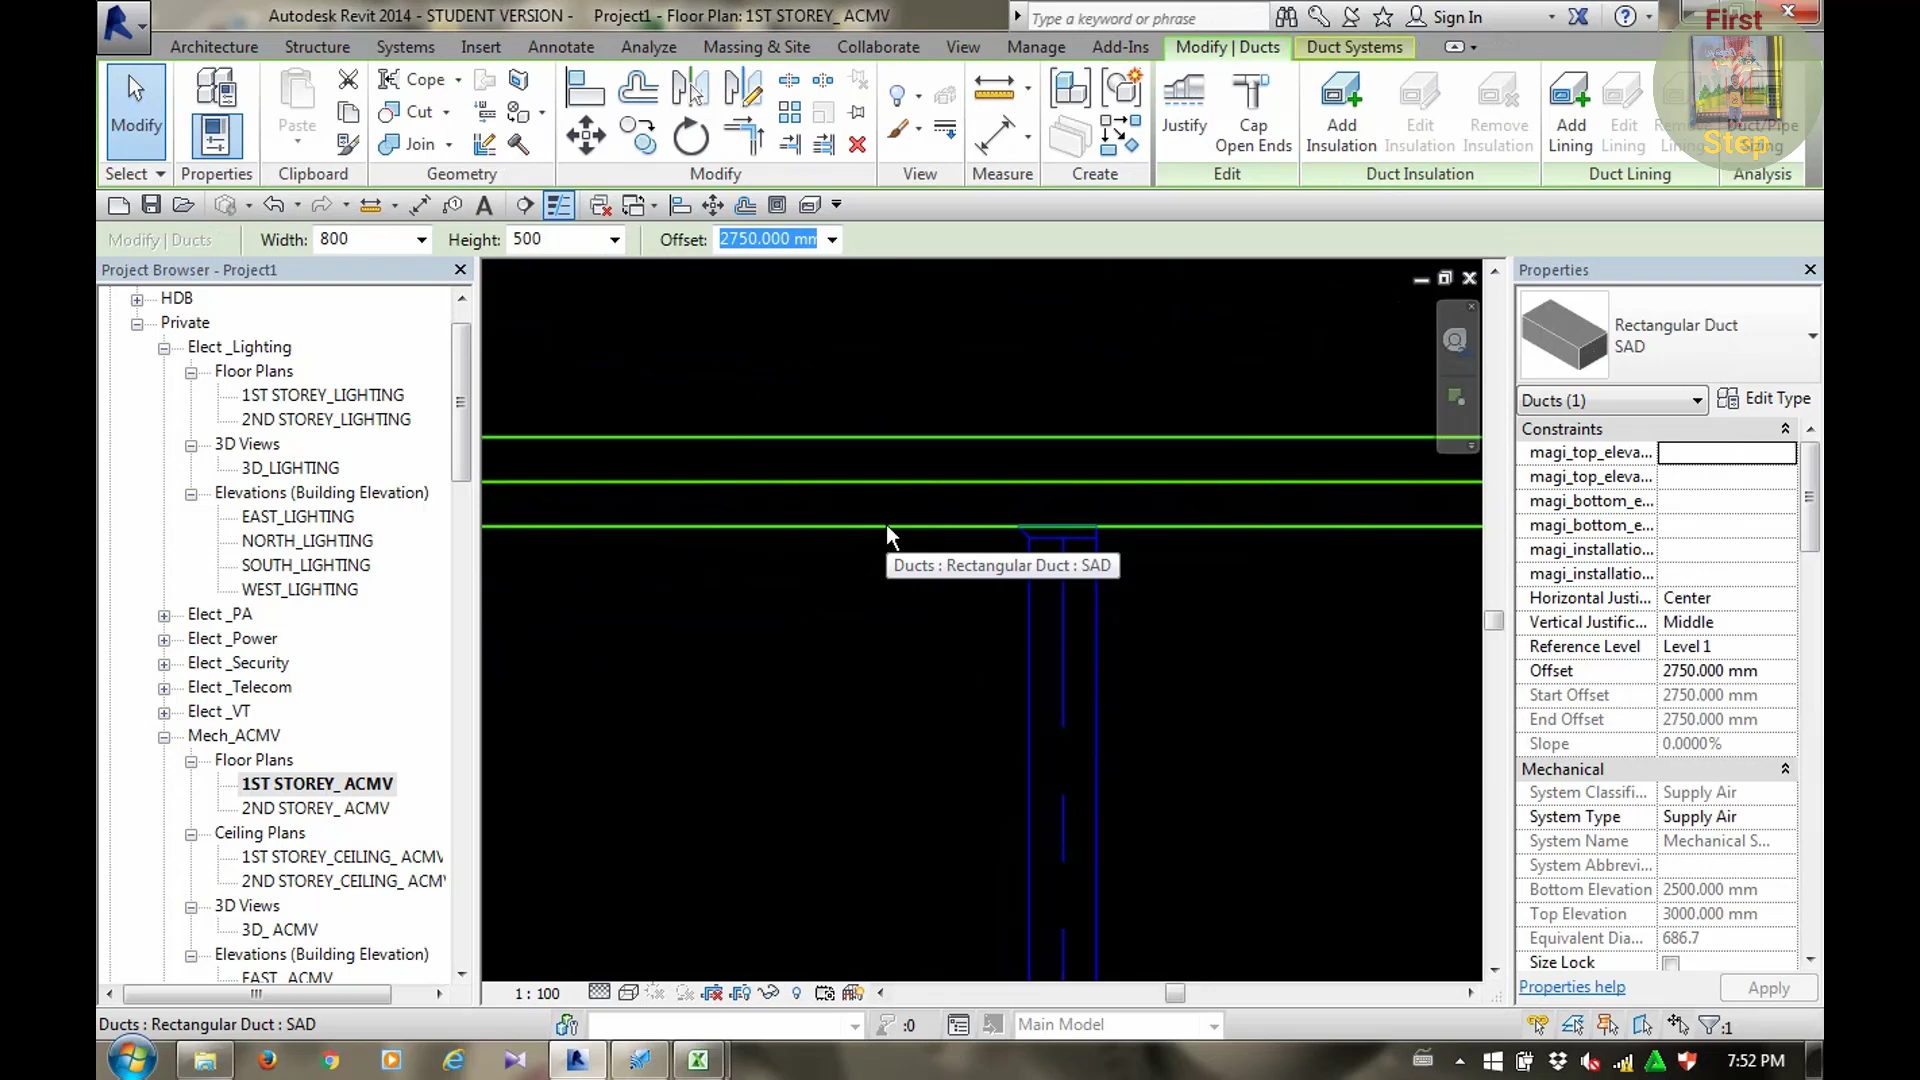 Autodesk Revit 2014 - STUDENT VERSION - Project1 - Floor Plan: 1ST STOREY_ ACMV
Type a keyword or phrase
Sign In
First
Step
Architecture Structure Systems Insert Annotate Analyze Massing & Site Collaborate View Manage Add-Ins Modify | Ducts Duct Systems
Modify
Paste
Cope
Cut
Join
Justify
Cap Open Ends
Add Insulation
Edit Insulation
Remove Insulation
Add Lining
Edit Lining
Duct/Pipe
Select Properties Clipboard Geometry Modify View Measure Create Edit Duct Insulation Duct Lining Analysis
Modify | Ducts Width: 800 Height: 500 Offset: 2750.000 mm
Project Browser - Project1
HDB
Private
Elect _Lighting
Floor Plans
1ST STOREY_LIGHTING
2ND STOREY_LIGHTING
3D Views
3D_LIGHTING
Elevations (Building Elevation)
EAST_LIGHTING
NORTH_LIGHTING
SOUTH_LIGHTING
WEST_LIGHTING
Elect _PA
Elect _Power
Elect _Security
Elect _Telecom
Elect _VT
Mech_ACMV
Floor Plans
1ST STOREY_ ACMV
2ND STOREY_ ACMV
Ceiling Plans
1ST STOREY_CEILING_ ACMV
2ND STOREY_CEILING_ ACM
3D Views
3D_ ACMV
Elevations (Building Elevation)
EAST_ ACMV
Ducts : Rectangular Duct : SAD
Properties
Rectangular Duct
SAD
Ducts (1) Edit Type
Constraints
magi_top_eleva...
magi_top_eleva...
magi_bottom_e...
magi_bottom_e...
magi_installatio...
magi_installatio...
Horizontal Justi... Center
Vertical Justific... Middle
Reference Level Level 1
Offset 2750.000 mm
Start Offset 2750.000 mm
End Offset 2750.000 mm
Slope 0.0000%
Mechanical
System Classifi... Supply Air
System Type Supply Air
System Name Mechanical S...
System Abbrevi...
Bottom Elevation 2500.000 mm
Top Elevation 3000.000 mm
Equivalent Dia... 686.7
Size Lock
Properties help Apply
1 : 100
Ducts : Rectangular Duct : SAD
:0
Main Model
:1
7:52 PM